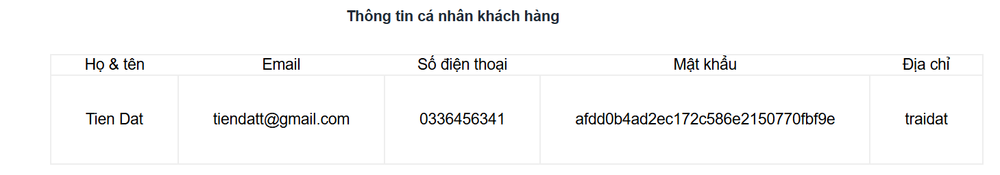 Thông tin cá nhân khách hàng
Họ & tên Email Số điện thoại Mật khẩu Địa chỉ
Tien Dat tiendatt@gmail.com 0336456341 afdd0b4ad2ec172c586e2150770fbf9e traidat